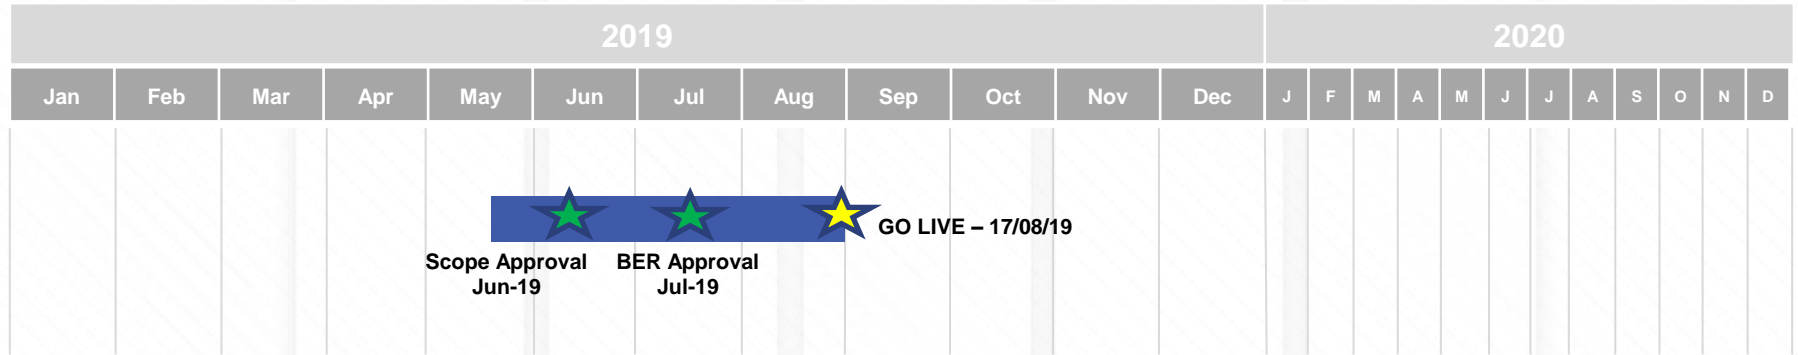 2019 2020
Jan Feb Mar Apr May Jun Jul Aug Sep Oct Nov Dec J F M A M J J A S O N D
GO LIVE – 17/08/19
Scope Approval BER Approval
Jun-19 Jul-19